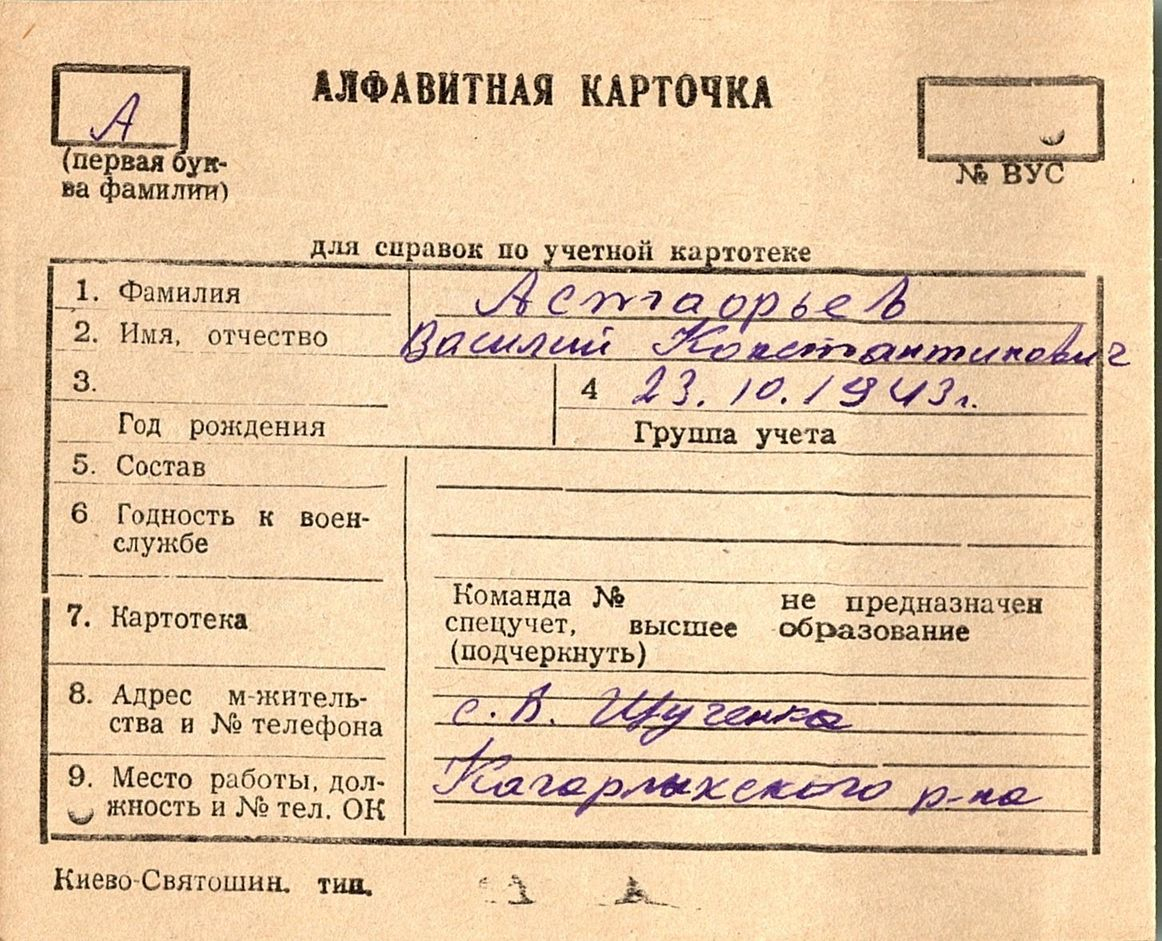 АЛФАВИТНАЯ КАРТОЧКА
А
(первая бук-
ва фамилии)
№ ВУС
для справок по учетной картотеке
1. Фамилия Астаорьев
2. Имя, отчество Василий Константинович
3.
Год рождения
4 23.10.1943г.
Группа учета
5. Состав
6 Годность к воен-
службе
7. Картотека
Команда № не предназначен
спецучет, высшее образование
(подчеркнуть)
8. Адрес м-житель-
ства и № телефона
с. В. Щученка
9. Место работы, дол-
жность и № тел. ОК
Кагарлыкского р-на
Киево-Святошин. тип.